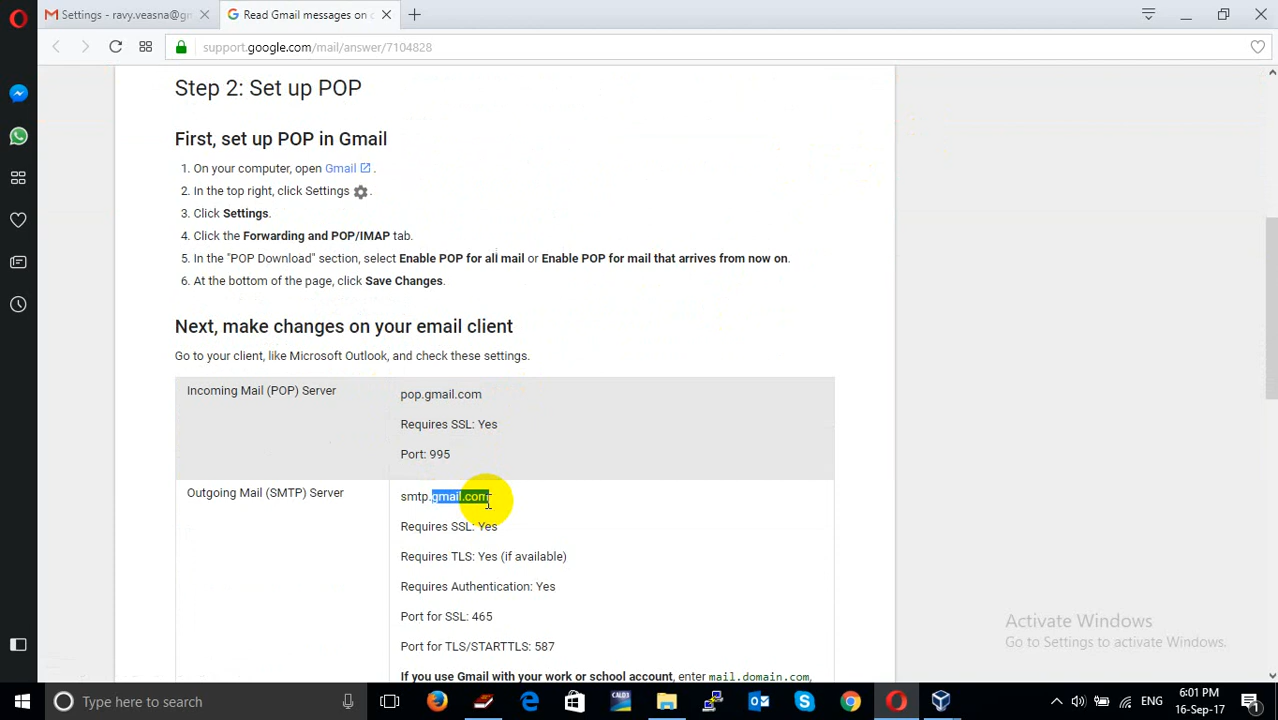 Settings - ravy.veasna@gm
Read Gmail messages on o
support.google.com/mail/answer/7104828
Step 2: Set up POP
First, set up POP in Gmail
1. On your computer, open Gmail.
2. In the top right, click Settings.
3. Click Settings.
4. Click the Forwarding and POP/IMAP tab.
5. In the "POP Download" section, select Enable POP for all mail or Enable POP for mail that arrives from now on.
6. At the bottom of the page, click Save Changes.
Next, make changes on your email client
Go to your client, like Microsoft Outlook, and check these settings.
Incoming Mail (POP) Server
pop.gmail.com
Requires SSL: Yes
Port: 995
Outgoing Mail (SMTP) Server
smtp.gmail.com
Requires SSL: Yes
Requires TLS: Yes (if available)
Requires Authentication: Yes
Port for SSL: 465
Port for TLS/STARTTLS: 587
If you use Gmail with your work or school account, enter mail.domain.com,
Activate Windows
Go to Settings to activate Windows.
Type here to search
CALD3
ENG
6:01 PM
16-Sep-17
1